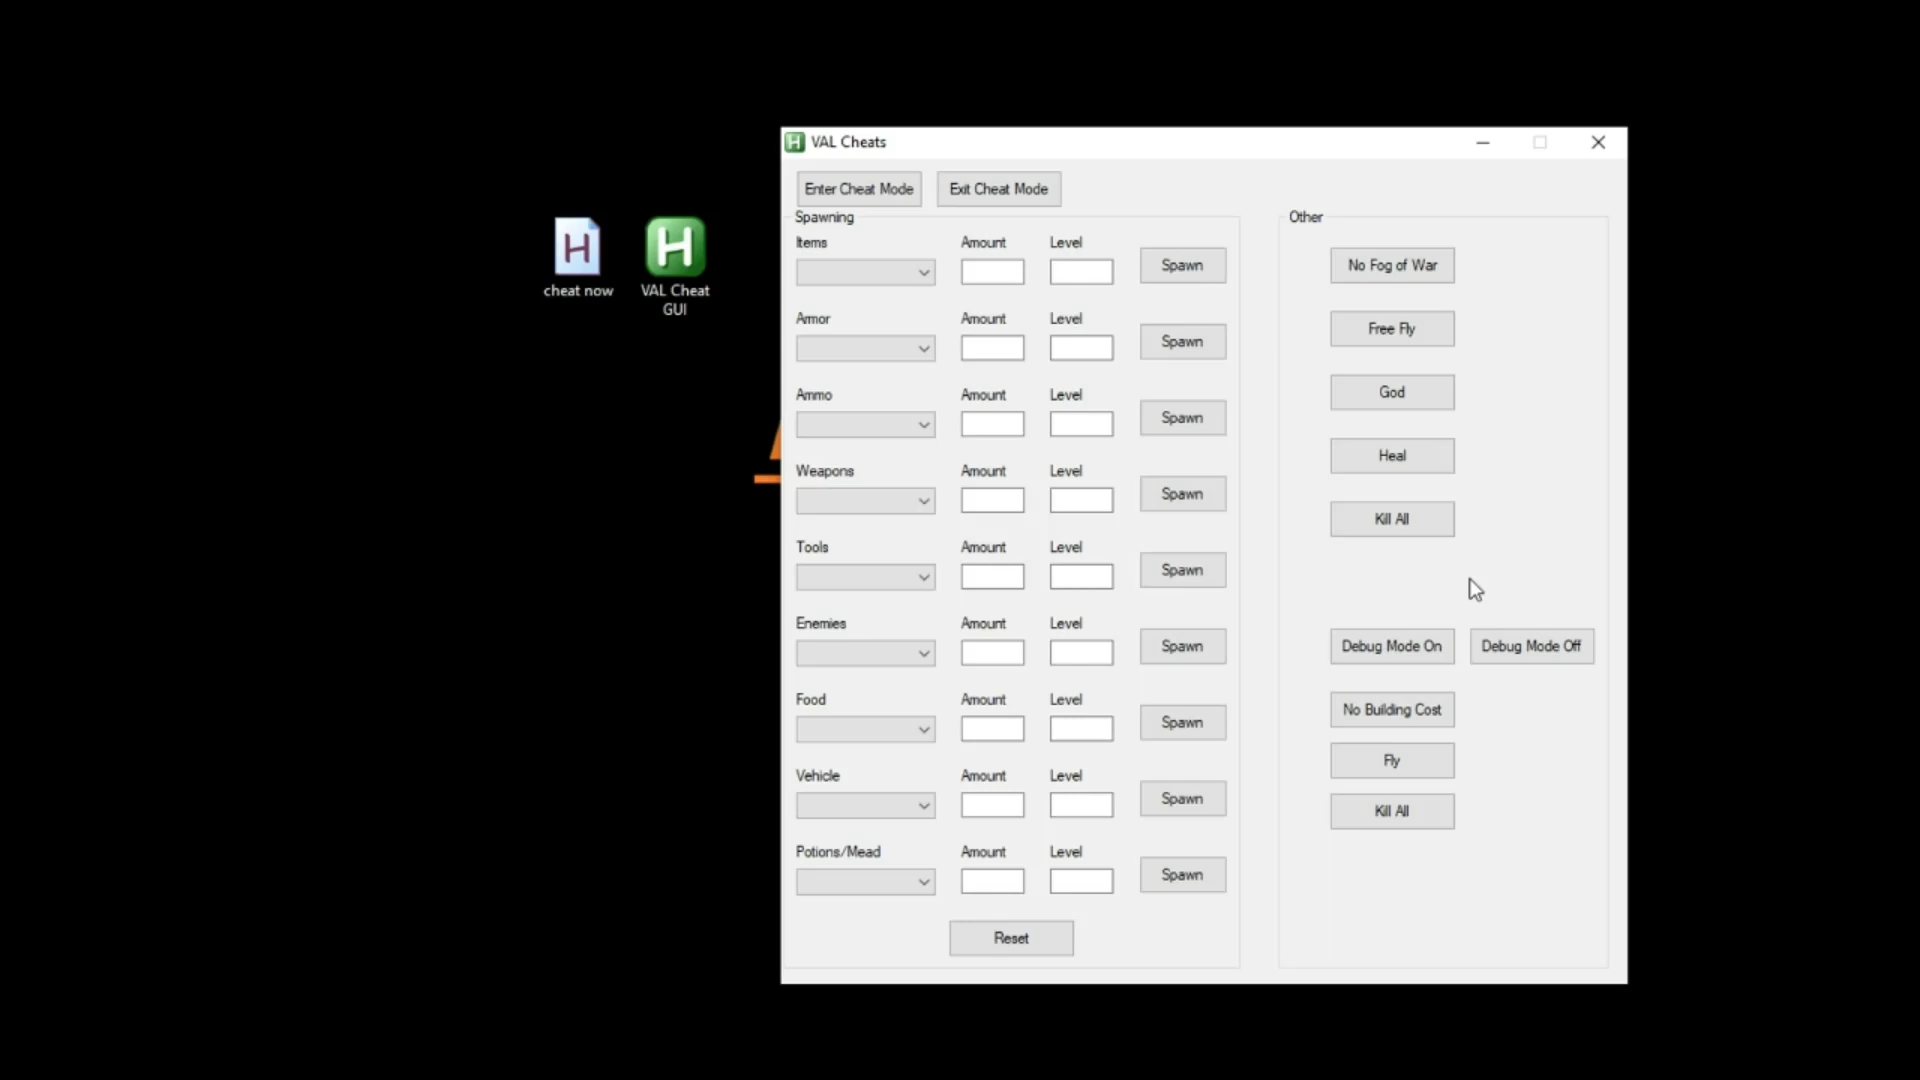 VAL Cheats
Enter Cheat Mode Exit Cheat Mode
cheat now
VAL Cheat
GUI
Spawning
Items Amount Level Spawn
Armor Amount Level Spawn
Ammo Amount Level Spawn
Weapons Amount Level Spawn
Tools Amount Level Spawn
Enemies Amount Level Spawn
Food Amount Level Spawn
Vehicle Amount Level Spawn
Potions/Mead Amount Level Spawn
Reset
Other
No Fog of War
Free Fly
God
Heal
Kill All
Debug Mode On Debug Mode Off
No Building Cost
Fly
Kill All